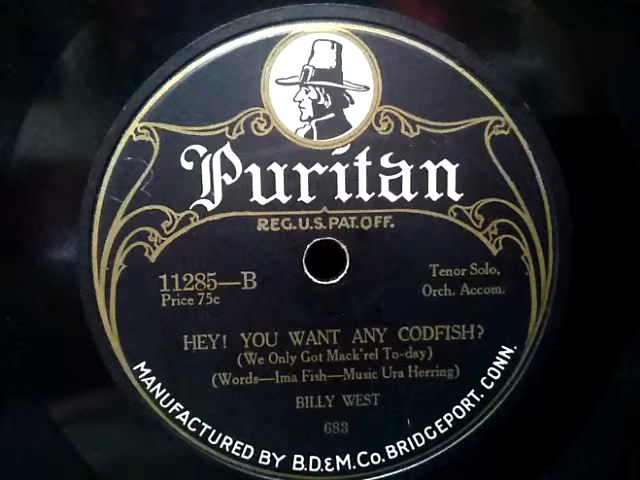 Puritan
REG. U.S. PAT. OFF.
11285—B
Price 75c
Tenor Solo,
Orch. Accom.
HEY! YOU WANT ANY CODFISH?
(We Only Got Mack'rel To-day)
(Words—Ima Fish—Music Ura Herring)
BILLY WEST
683
MANUFACTURED BY B.D.&M.Co. BRIDGEPORT. CONN.